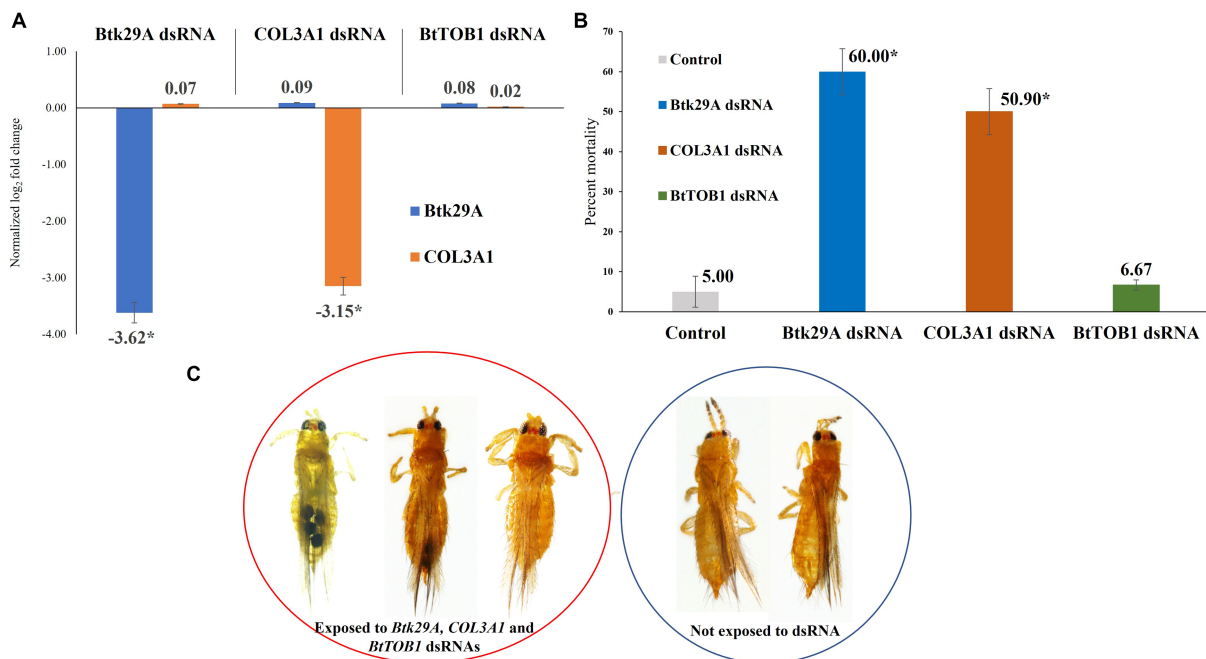 A
Btk29A dsRNA COL3A1 dsRNA BtTOB1 dsRNA
1.00
0.00
-1.00
-2.00
-3.00
-4.00
Normalized log2 fold change
0.07
0.09
0.08
0.02
-3.62*
-3.15*
Btk29A
COL3A1
B
70
60
50
40
30
20
10
0
Percent mortality
Control
Btk29A dsRNA
COL3A1 dsRNA
BtTOB1 dsRNA
5.00
60.00*
50.90*
6.67
Control Btk29A dsRNA COL3A1 dsRNA BtTOB1 dsRNA
C
Exposed to Btk29A, COL3A1 and
BtTOB1 dsRNAs
Not exposed to dsRNA